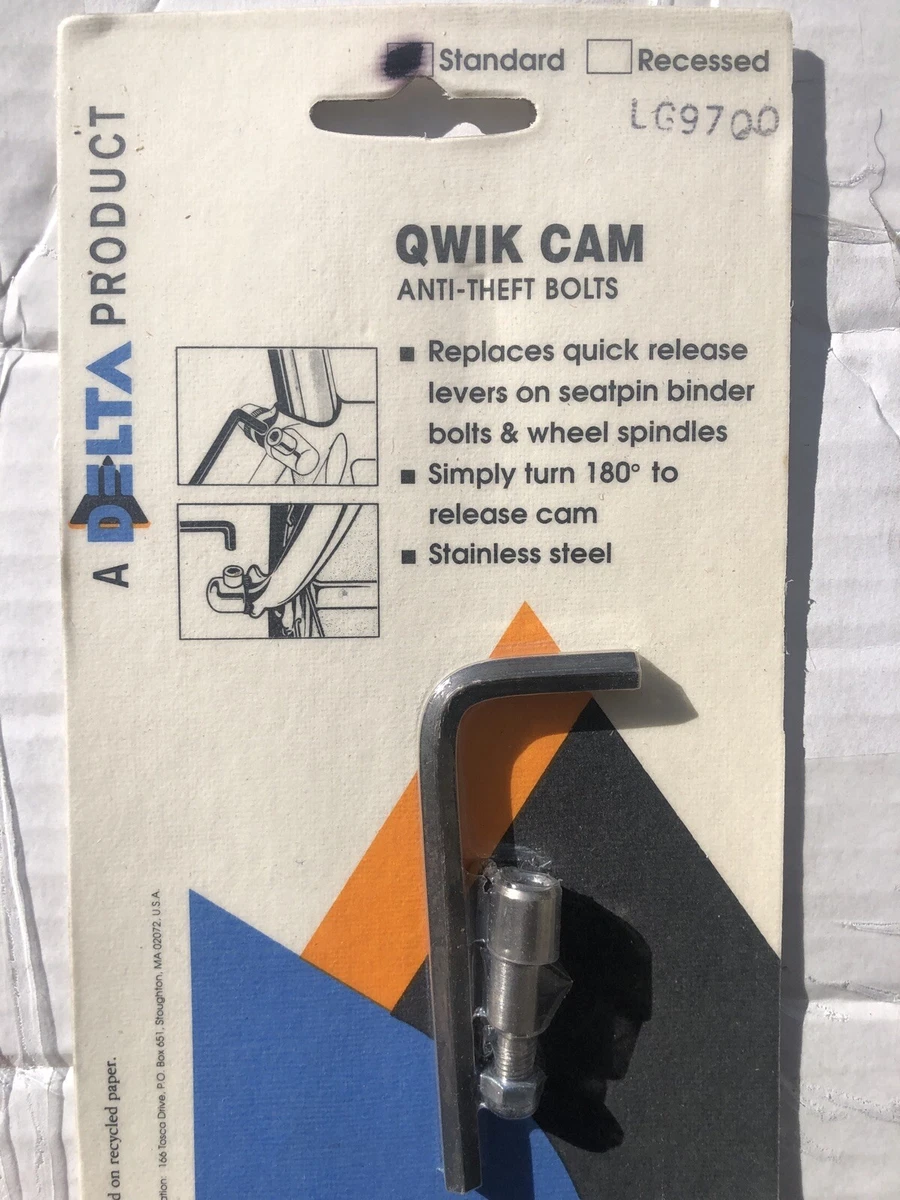 Standard Recessed
LG9700
A DELTA PRODUCT
QWIK CAM
ANTI-THEFT BOLTS
■ Replaces quick release
levers on seatpin binder
bolts & wheel spindles
■ Simply turn 180° to
release cam
■ Stainless steel
166 Tosca Drive, P.O. Box 651, Stoughton, MA 02072, U.S.A.
on recycled paper.